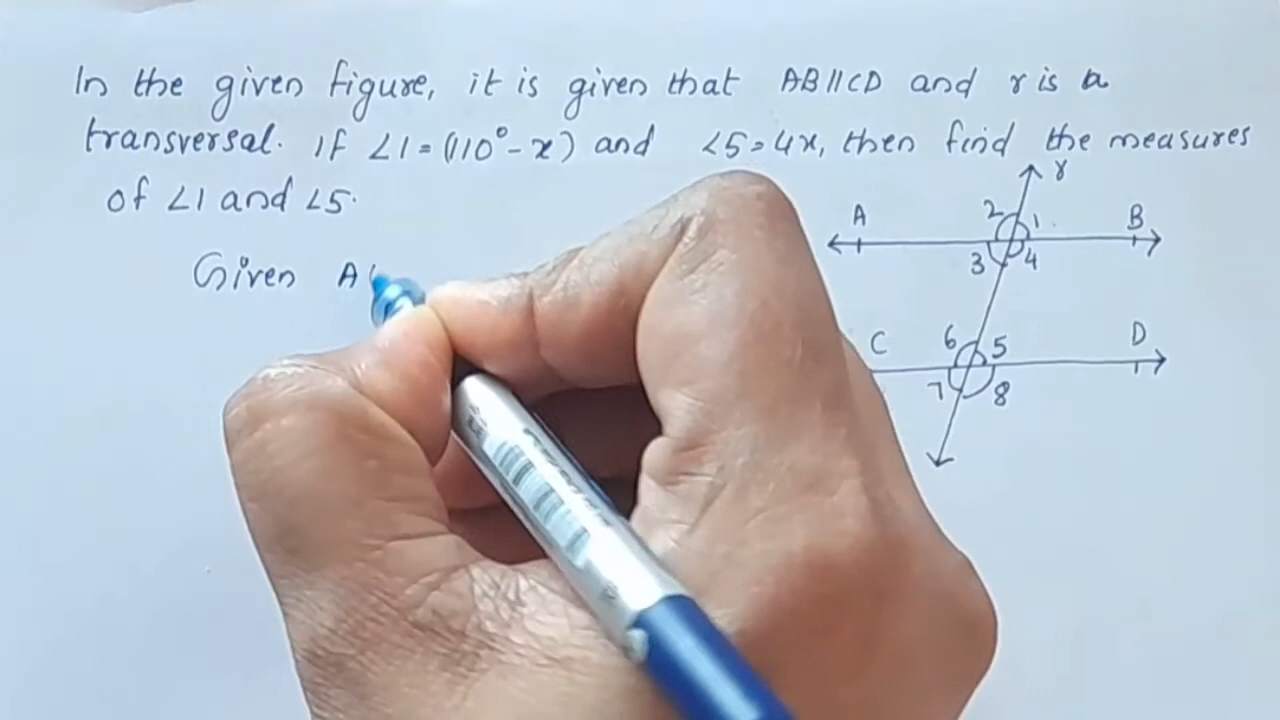 In the given figure, it is given that AB∥CD and r is a
transversal. If ∠1=(110°-x) and ∠5=4x, then find the measures
of ∠1 and ∠5.
r
A 2 1 B
3 4
Given A
C 6 5 D
7 8